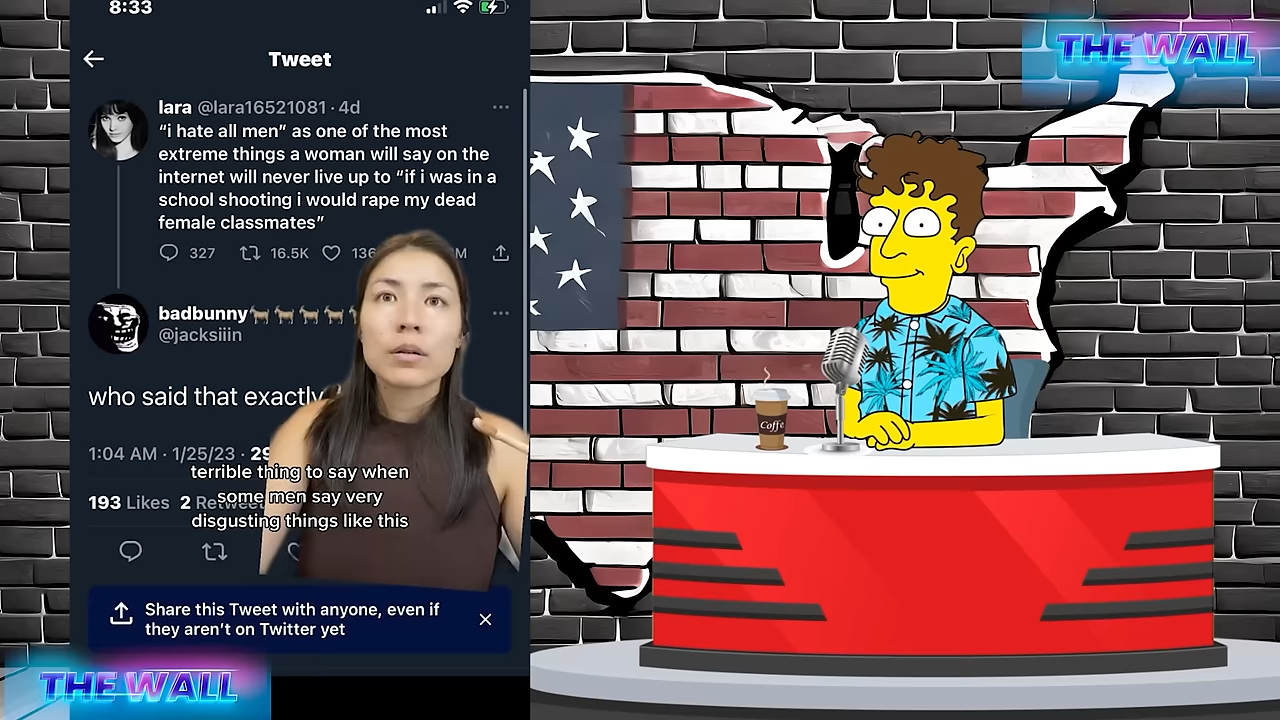 8:33
THE WALL
Tweet
lara @lara16521081 · 4d
“i hate all men” as one of the most
extreme things a woman will say on the
internet will never live up to “if i was in a
school shooting i would rape my dead
female classmates”
327 16.5K 136 M
badbunny
@jacksiiin
who said that exactly
Coffe
1:04 AM · 1/25/23 · 29
terrible thing to say when
193 Likes 2 Retweet
some men say very
disgusting things like this
Share this Tweet with anyone, even if
they aren’t on Twitter yet
THE WALL